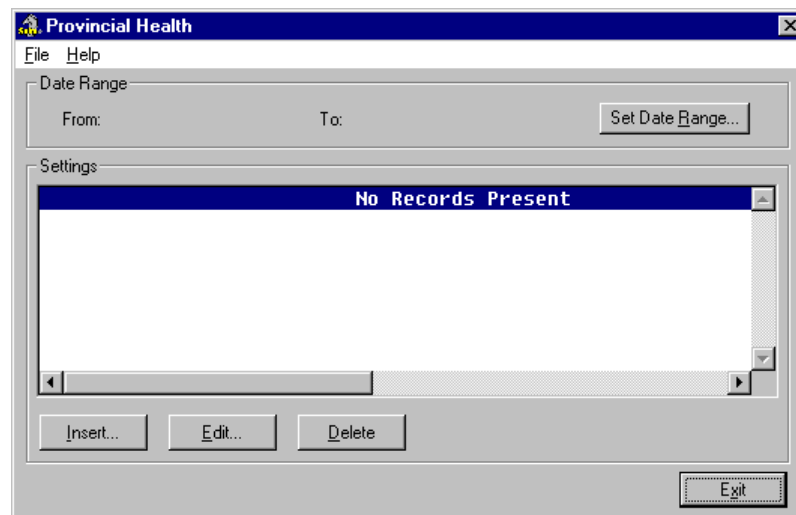 Provincial Health
File Help
Date Range
From: To: Set Date Range...
Settings
No Records Present
Insert... Edit... Delete
Exit